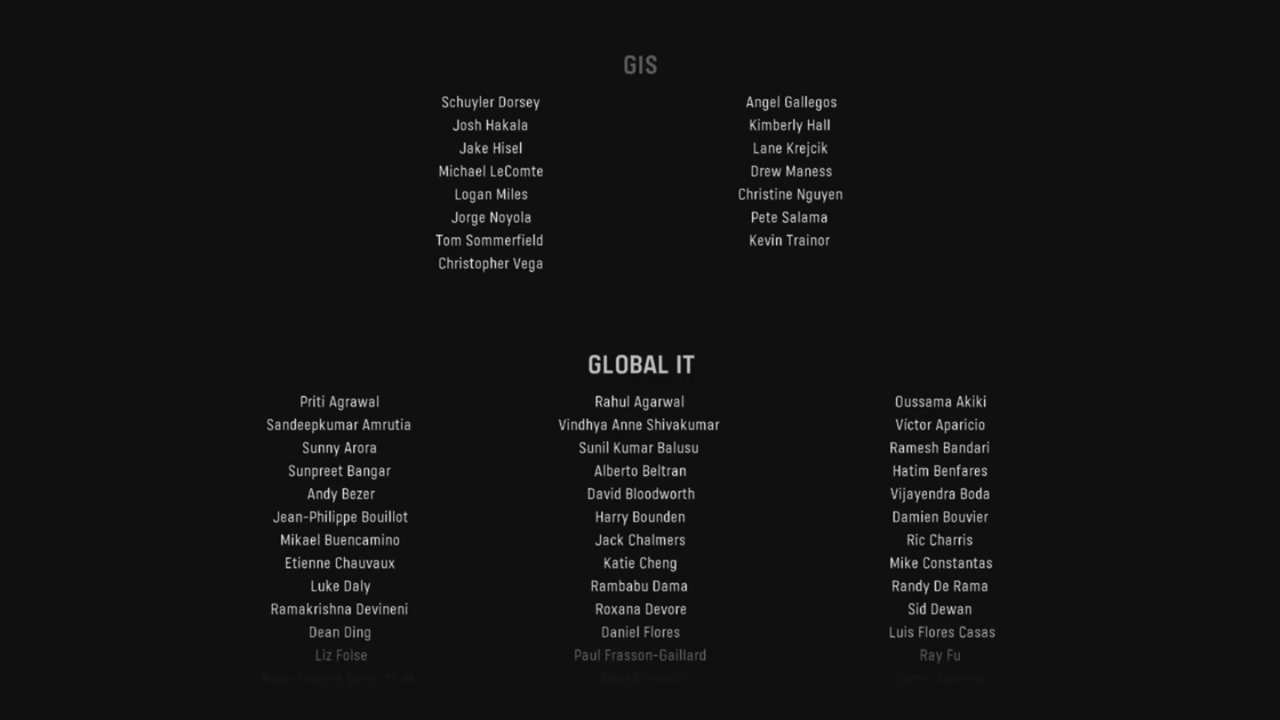 GIS
Schuyler Dorsey Angel Gallegos
Josh Hakala Kimberly Hall
Jake Hisel Lane Krejcik
Michael LeComte Drew Maness
Logan Miles Christine Nguyen
Jorge Noyola Pete Salama
Tom Sommerfield Kevin Trainor
Christopher Vega
GLOBAL IT
Priti Agrawal Rahul Agarwal Oussama Akiki
Sandeepkumar Amrutia Vindhya Anne Shivakumar Víctor Aparicio
Sunny Arora Sunil Kumar Balusu Ramesh Bandari
Sunpreet Bangar Alberto Beltran Hatim Benfares
Andy Bezer David Bloodworth Vijayendra Boda
Jean-Philippe Bouillot Harry Bounden Damien Bouvier
Mikael Buencamino Jack Chalmers Ric Charris
Etienne Chauvaux Katie Cheng Mike Constantas
Luke Daly Rambabu Dama Randy De Rama
Ramakrishna Devineni Roxana Devore Sid Dewan
Dean Ding Daniel Flores Luis Flores Casas
Liz Folse Paul Frasson-Gaillard Ray Fu